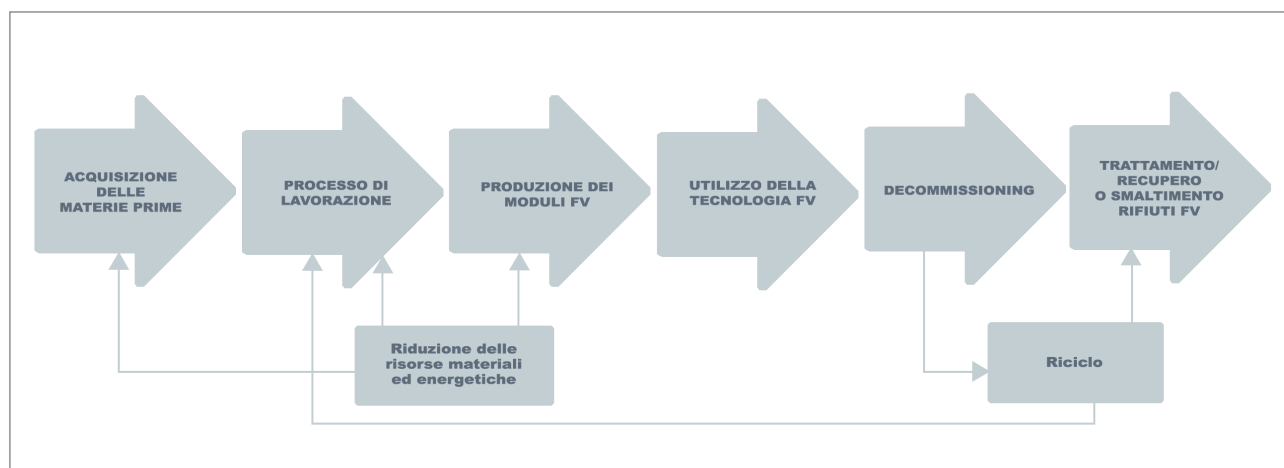 ACQUISIZIONE
DELLE
MATERIE PRIME
PROCESSO DI
LAVORAZIONE
PRODUZIONE DEI
MODULI FV
UTILIZZO DELLA
TECNOLOGIA FV
DECOMMISSIONING
TRATTAMENTO/
RECUPERO
O SMALTIMENTO
RIFIUTI FV
Riduzione delle
risorse materiali
ed energetiche
Riciclo